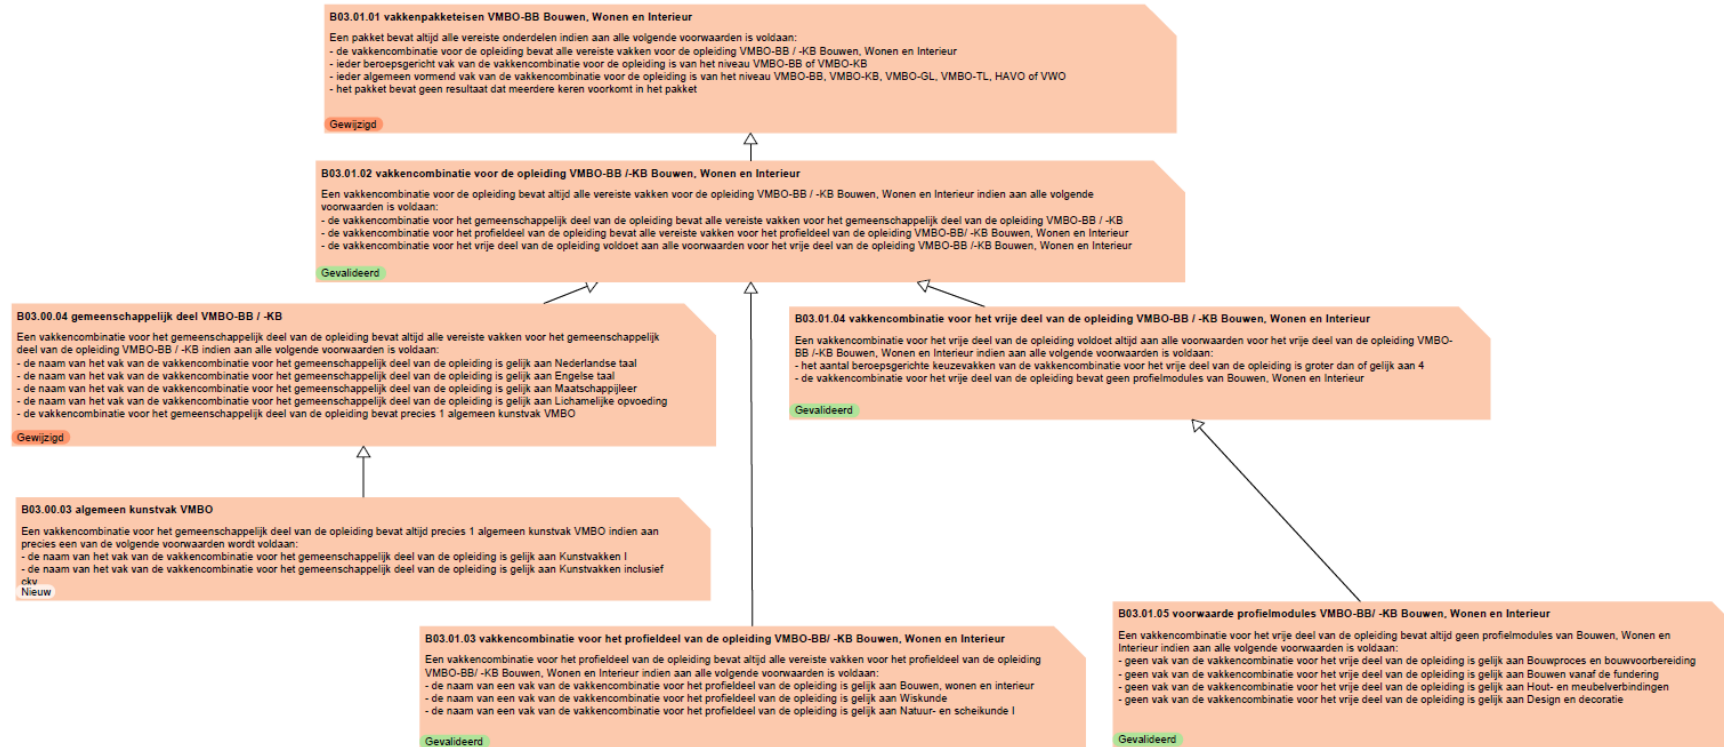 B03.01.01 vakkenpakketeisen VMBO-BB Bouwen, Wonen en Interieur
Een pakket bevat altijd alle vereiste onderdelen indien aan alle volgende voorwaarden is voldaan:
- de vakkencombinatie voor de opleiding bevat alle vereiste vakken voor de opleiding VMBO-BB / -KB Bouwen, Wonen en Interieur
- ieder beroepsgericht vak van de vakkencombinatie voor de opleiding is van het niveau VMBO-BB of VMBO-KB
- ieder algemeen vormend vak van de vakkencombinatie voor de opleiding is van het niveau VMBO-BB, VMBO-KB, VMBO-GL, VMBO-TL, HAVO of VWO
- het pakket bevat geen resultaat dat meerdere keren voorkomt in het pakket
Gewijzigd
B03.01.02 vakkencombinatie voor de opleiding VMBO-BB /-KB Bouwen, Wonen en Interieur
Een vakkencombinatie voor de opleiding bevat altijd alle vereiste vakken voor de opleiding VMBO-BB / -KB Bouwen, Wonen en Interieur indien aan alle volgende
voorwaarden is voldaan:
- de vakkencombinatie voor het gemeenschappelijk deel van de opleiding bevat alle vereiste vakken voor het gemeenschappelijk deel van de opleiding VMBO-BB / -KB
- de vakkencombinatie voor het profieldeel van de opleiding bevat alle vereiste vakken voor het profieldeel van de opleiding VMBO-BB/ -KB Bouwen, Wonen en Interieur
- de vakkencombinatie voor het vrije deel van de opleiding voldoet aan alle voorwaarden voor het vrije deel van de opleiding VMBO-BB /-KB Bouwen, Wonen en Interieur
Gevalideerd
B03.00.04 gemeenschappelijk deel VMBO-BB / -KB
Een vakkencombinatie voor het gemeenschappelijk deel van de opleiding bevat altijd alle vereiste vakken voor het gemeenschappelijk
deel van de opleiding VMBO-BB / -KB indien aan alle volgende voorwaarden is voldaan:
- de naam van het vak van de vakkencombinatie voor het gemeenschappelijk deel van de opleiding is gelijk aan Nederlandse taal
- de naam van het vak van de vakkencombinatie voor het gemeenschappelijk deel van de opleiding is gelijk aan Engelse taal
- de naam van het vak van de vakkencombinatie voor het gemeenschappelijk deel van de opleiding is gelijk aan Maatschappijleer
- de naam van het vak van de vakkencombinatie voor het gemeenschappelijk deel van de opleiding is gelijk aan Lichamelijke opvoeding
- de vakkencombinatie voor het gemeenschappelijk deel van de opleiding bevat precies 1 algemeen kunstvak VMBO
Gewijzigd
B03.01.04 vakkencombinatie voor het vrije deel van de opleiding VMBO-BB / -KB Bouwen, Wonen en Interieur
Een vakkencombinatie voor het vrije deel van de opleiding voldoet altijd aan alle voorwaarden voor het vrije deel van de opleiding VMBO-
BB /-KB Bouwen, Wonen en Interieur indien aan alle volgende voorwaarden is voldaan:
- het aantal beroepsgerichte keuzevakken van de vakkencombinatie voor het vrije deel van de opleiding is groter dan of gelijk aan 4
- de vakkencombinatie voor het vrije deel van de opleiding bevat geen profielmodules van Bouwen, Wonen en Interieur
Gevalideerd
B03.00.03 algemeen kunstvak VMBO
Een vakkencombinatie voor het gemeenschappelijk deel van de opleiding bevat altijd precies 1 algemeen kunstvak VMBO indien aan
precies een van de volgende voorwaarden wordt voldaan:
- de naam van het vak van de vakkencombinatie voor het gemeenschappelijk deel van de opleiding is gelijk aan Kunstvakken I
- de naam van het vak van de vakkencombinatie voor het gemeenschappelijk deel van de opleiding is gelijk aan Kunstvakken inclusief
ckv
Nieuw
B03.01.03 vakkencombinatie voor het profieldeel van de opleiding VMBO-BB/ -KB Bouwen, Wonen en Interieur
Een vakkencombinatie voor het profieldeel van de opleiding bevat altijd alle vereiste vakken voor het profieldeel van de opleiding
VMBO-BB/ -KB Bouwen, Wonen en Interieur indien aan alle volgende voorwaarden is voldaan:
- de naam van een vak van de vakkencombinatie voor het profieldeel van de opleiding is gelijk aan Bouwen, wonen en interieur
- de naam van een vak van de vakkencombinatie voor het profieldeel van de opleiding is gelijk aan Wiskunde
- de naam van een vak van de vakkencombinatie voor het profieldeel van de opleiding is gelijk aan Natuur- en scheikunde I
Gevalideerd
B03.01.05 voorwaarde profielmodules VMBO-BB/ -KB Bouwen, Wonen en Interieur
Een vakkencombinatie voor het vrije deel van de opleiding bevat altijd geen profielmodules van Bouwen, Wonen en
Interieur indien aan alle volgende voorwaarden is voldaan:
- geen vak van de vakkencombinatie voor het vrije deel van de opleiding is gelijk aan Bouwproces en bouwvoorbereiding
- geen vak van de vakkencombinatie voor het vrije deel van de opleiding is gelijk aan Bouwen vanaf de fundering
- geen vak van de vakkencombinatie voor het vrije deel van de opleiding is gelijk aan Hout- en meubelverbindingen
- geen vak van de vakkencombinatie voor het vrije deel van de opleiding is gelijk aan Design en decoratie
Gevalideerd